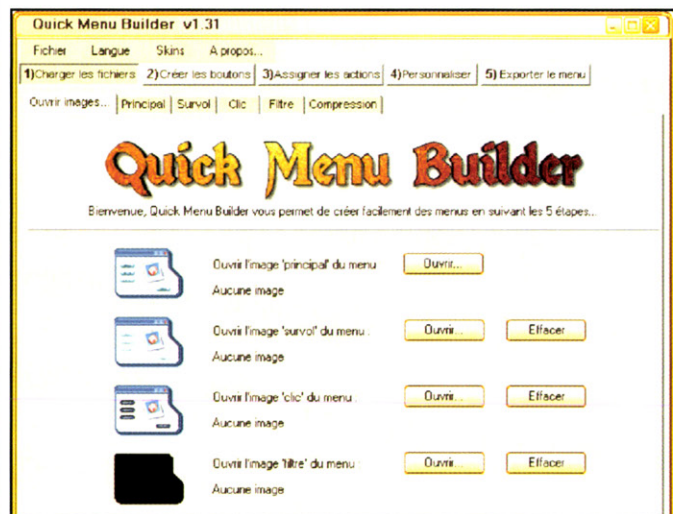 Quick Menu Builder v1.31
Fichier Langue Skins A propos...
1)Charger les fichiers 2)Créer les boutons 3)Assigner les actions 4)Personnaliser 5)Exporter le menu
Ouvrir images... Principal Survol Clic Filtre Compression
Quick Menu Builder
Bienvenue, Quick Menu Builder vous permet de créer facilement des menus en suivant les 5 étapes...
Ouvrir l'image 'principal' du menu Ouvrir...
Aucune image
Ouvrir l'image 'survol' du menu : Ouvrir... Effacer
Aucune image
Ouvrir l'image 'clic' du menu : Ouvrir... Effacer
Aucune image
Ouvrir l'image 'filtre' du menu : Ouvrir... Effacer
Aucune image